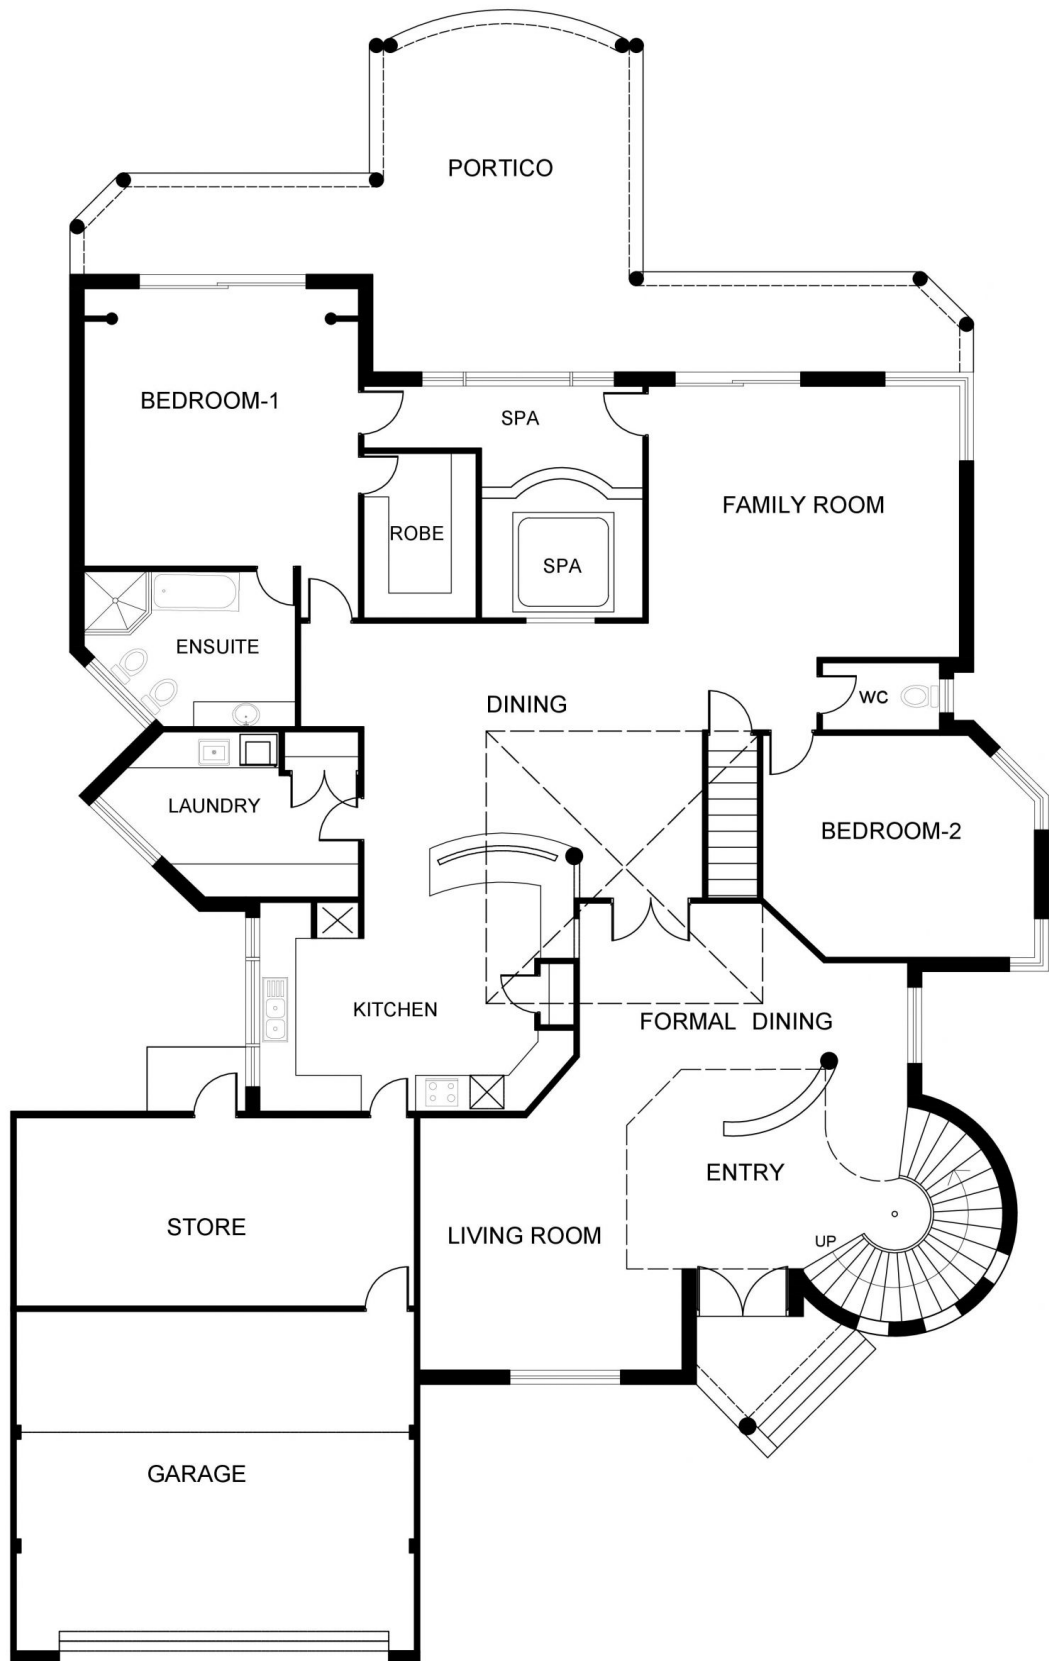 PORTICO
BEDROOM-1
SPA
FAMILY ROOM
ROBE
SPA
ENSUITE
WC
DINING
LAUNDRY
BEDROOM-2
KITCHEN
FORMAL DINING
ENTRY
STORE
LIVING ROOM
UP
GARAGE